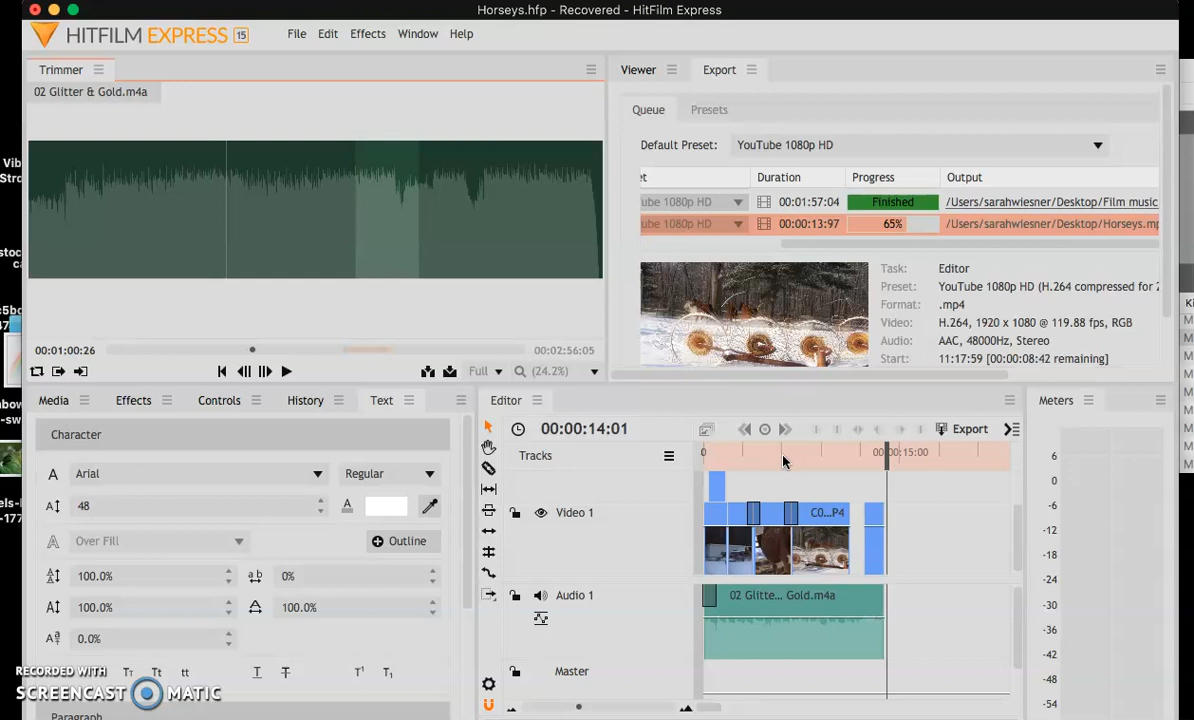 Horseys.hfp - Recovered - HitFilm Express
HITFILM EXPRESS 15
File Edit Effects Window Help
Trimmer
02 Glitter & Gold.m4a
00:01:00:26
00:02:56:05
Full
(24.2%)
Viewer
Export
Queue Presets
Default Preset: YouTube 1080p HD
Duration Progress Output
ube 1080p HD 00:01:57:04 Finished /Users/sarahwiesner/Desktop/Film music
ube 1080p HD 00:00:13:97 65% /Users/sarahwiesner/Desktop/Horseys.mp
Task: Editor
Preset: YouTube 1080p HD (H.264 compressed for 2
Format: .mp4
Video: H.264, 1920 x 1080 @ 119.88 fps, RGB
Audio: AAC, 48000Hz, Stereo
Start: 11:17:59 [00:00:08:42 remaining]
Media Effects Controls History Text
Character
Arial Regular
48
Over Fill Outline
100.0% 0%
100.0% 100.0%
0.0%
Paragraph
RECORDED WITH
SCREENCAST MATIC
Editor
00:00:14:01
Export
Tracks
0
00:00:15:00
Video 1
C0...P4
Audio 1
02 Glitte... Gold.m4a
Master
Meters
6
0
-6
-12
-18
-24
-30
-36
-42
-48
-54